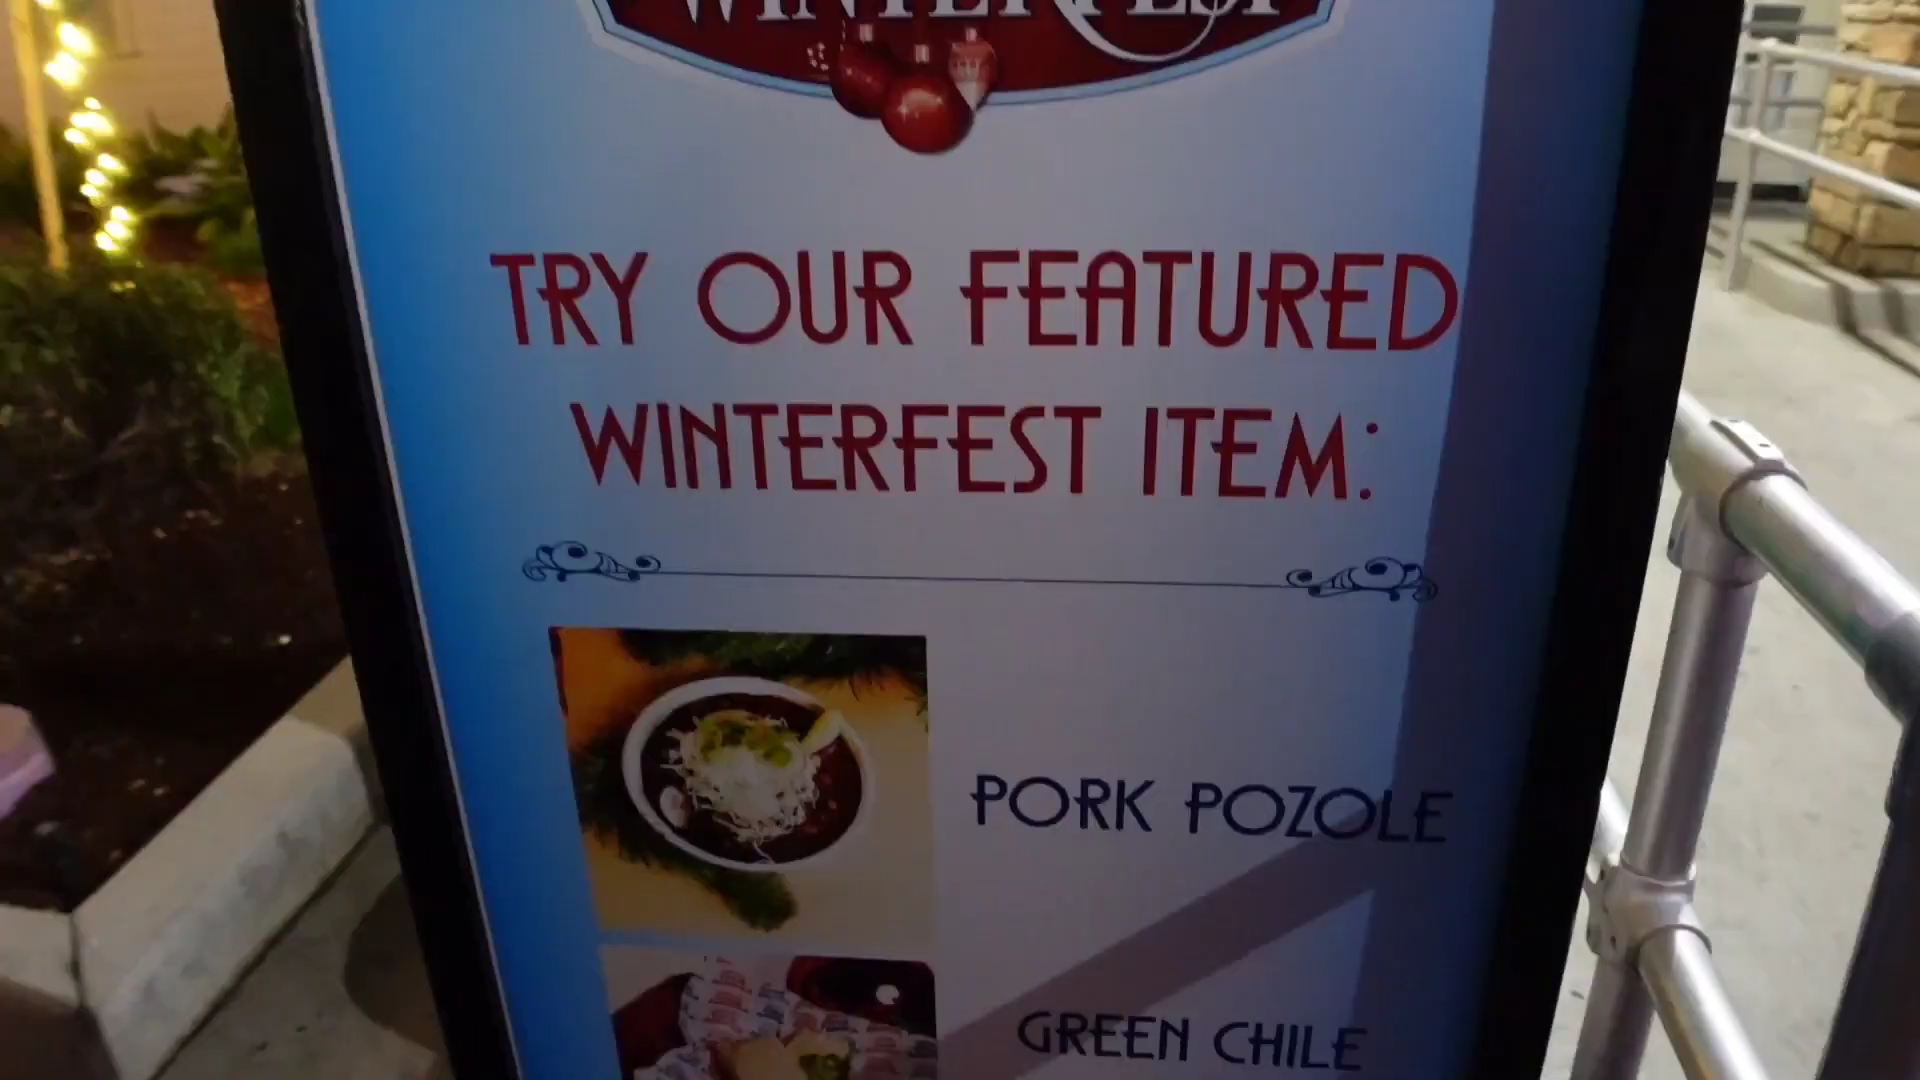 WINTERFEST
TRY OUR FEATURED
WINTERFEST ITEM:
PORK POZOLE
GREEN CHILE